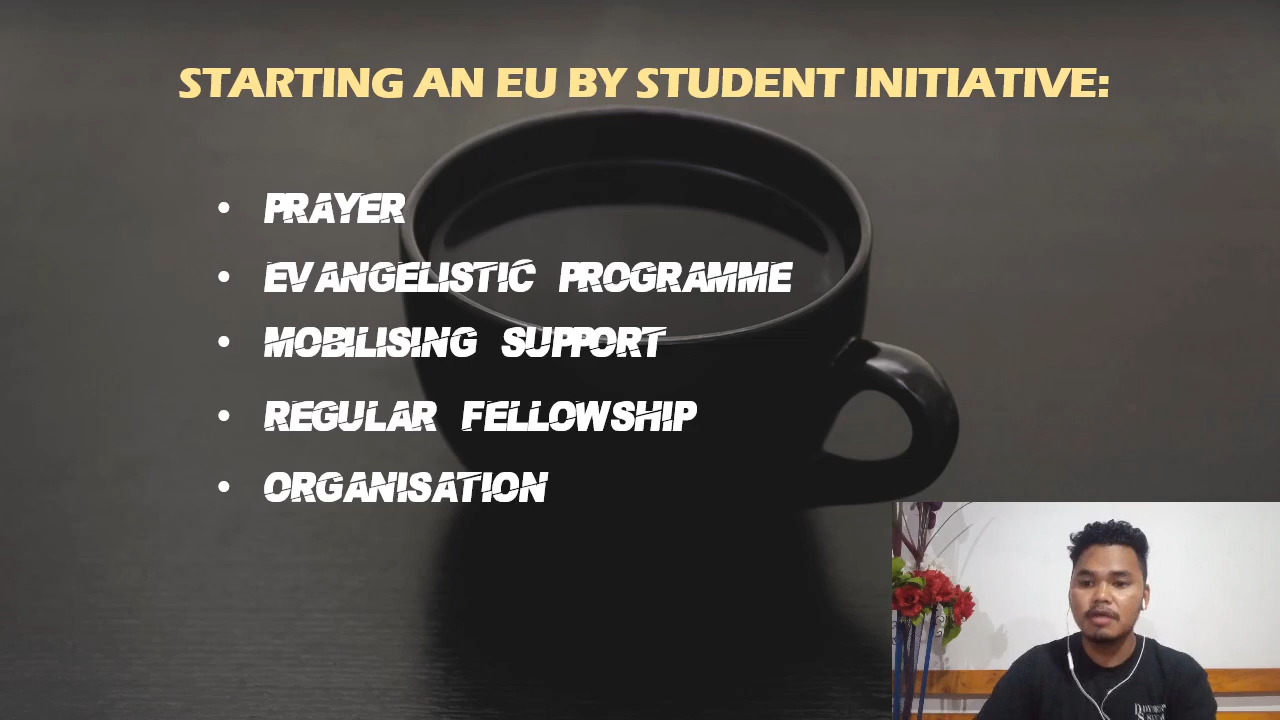 STARTING AN EU BY STUDENT INITIATIVE:
• PRAYER
• EVANGELISTIC PROGRAMME
• MOBILISING SUPPORT
• REGULAR FELLOWSHIP
• ORGANISATION